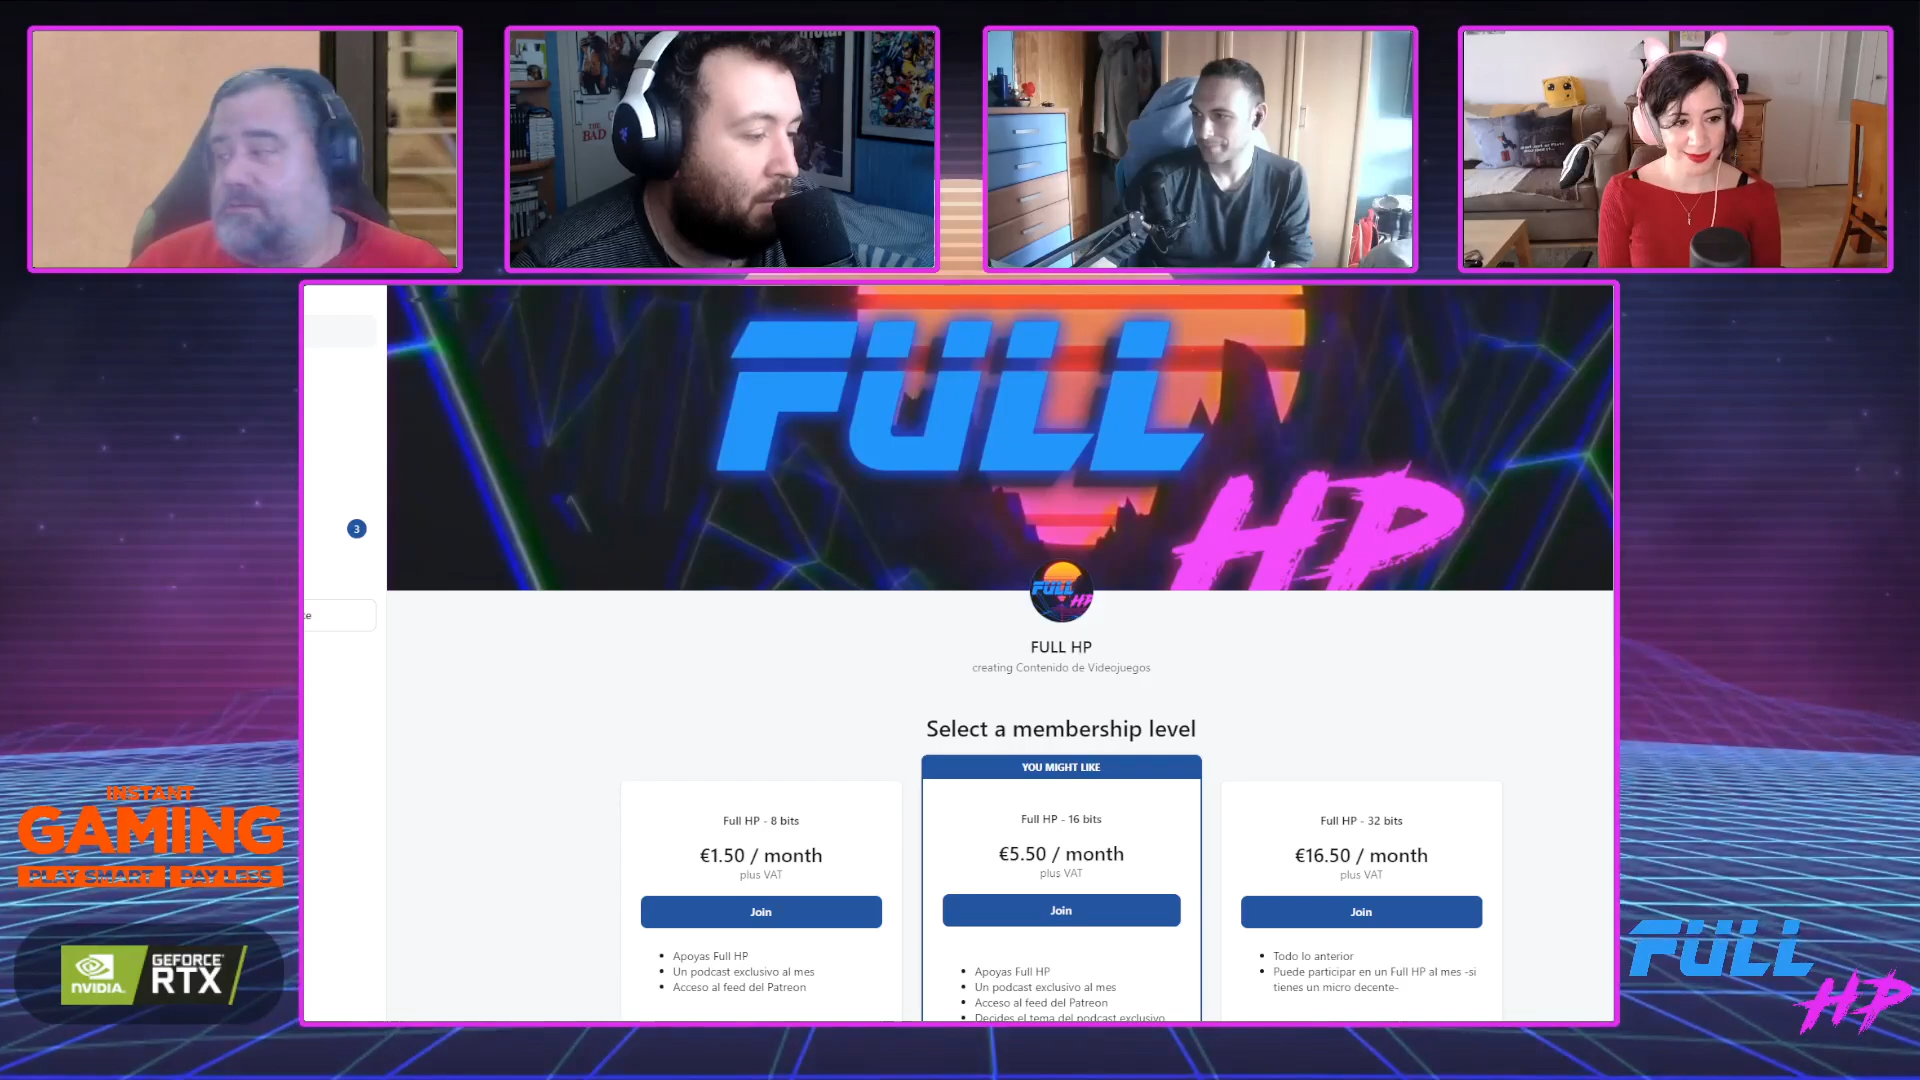 THE
BAD
FULL
HP
3
FULL HP
FULL HP
creating Contenido de Videojuegos
Select a membership level
YOU MIGHT LIKE
Full HP - 8 bits
€1.50 / month
plus VAT
Join
Apoyas Full HP
Un podcast exclusivo al mes
Acceso al feed del Patreon
Full HP - 16 bits
€5.50 / month
plus VAT
Join
Apoyas Full HP
Un podcast exclusivo al mes
Acceso al feed del Patreon
Decides el tema del podcast exclusivo
Full HP - 32 bits
€16.50 / month
plus VAT
Join
Todo lo anterior
Puede participar en un Full HP al mes -si
tienes un micro decente-
INSTANT
GAMING
PLAY SMART PAY LESS
NVIDIA.
GEFORCE
RTX
FULL
HP